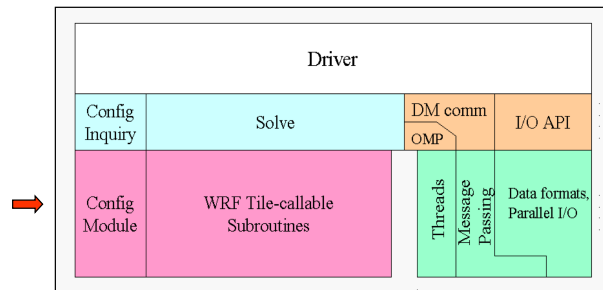 Driver
Config
Inquiry
Solve
DM comm
OMP
I/O API
Config
Module
WRF Tile-callable
Subroutines
Threads
Message
Passing
Data formats,
Parallel I/O